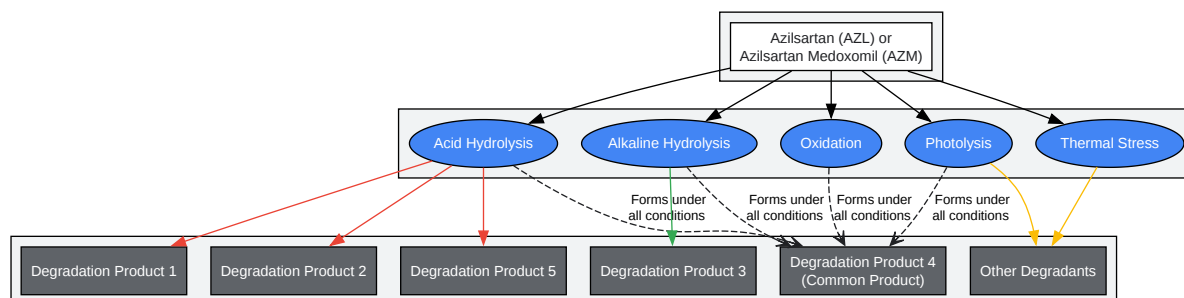 Azilsartan (AZL) or
Azilsartan Medoxomil (AZM)
Acid Hydrolysis
Alkaline Hydrolysis
Oxidation
Photolysis
Thermal Stress
Forms under
all conditions
Forms under
all conditions
Forms under
all conditions
Forms under
all conditions
Degradation Product 1
Degradation Product 2
Degradation Product 5
Degradation Product 3
Degradation Product 4
(Common Product)
Other Degradants